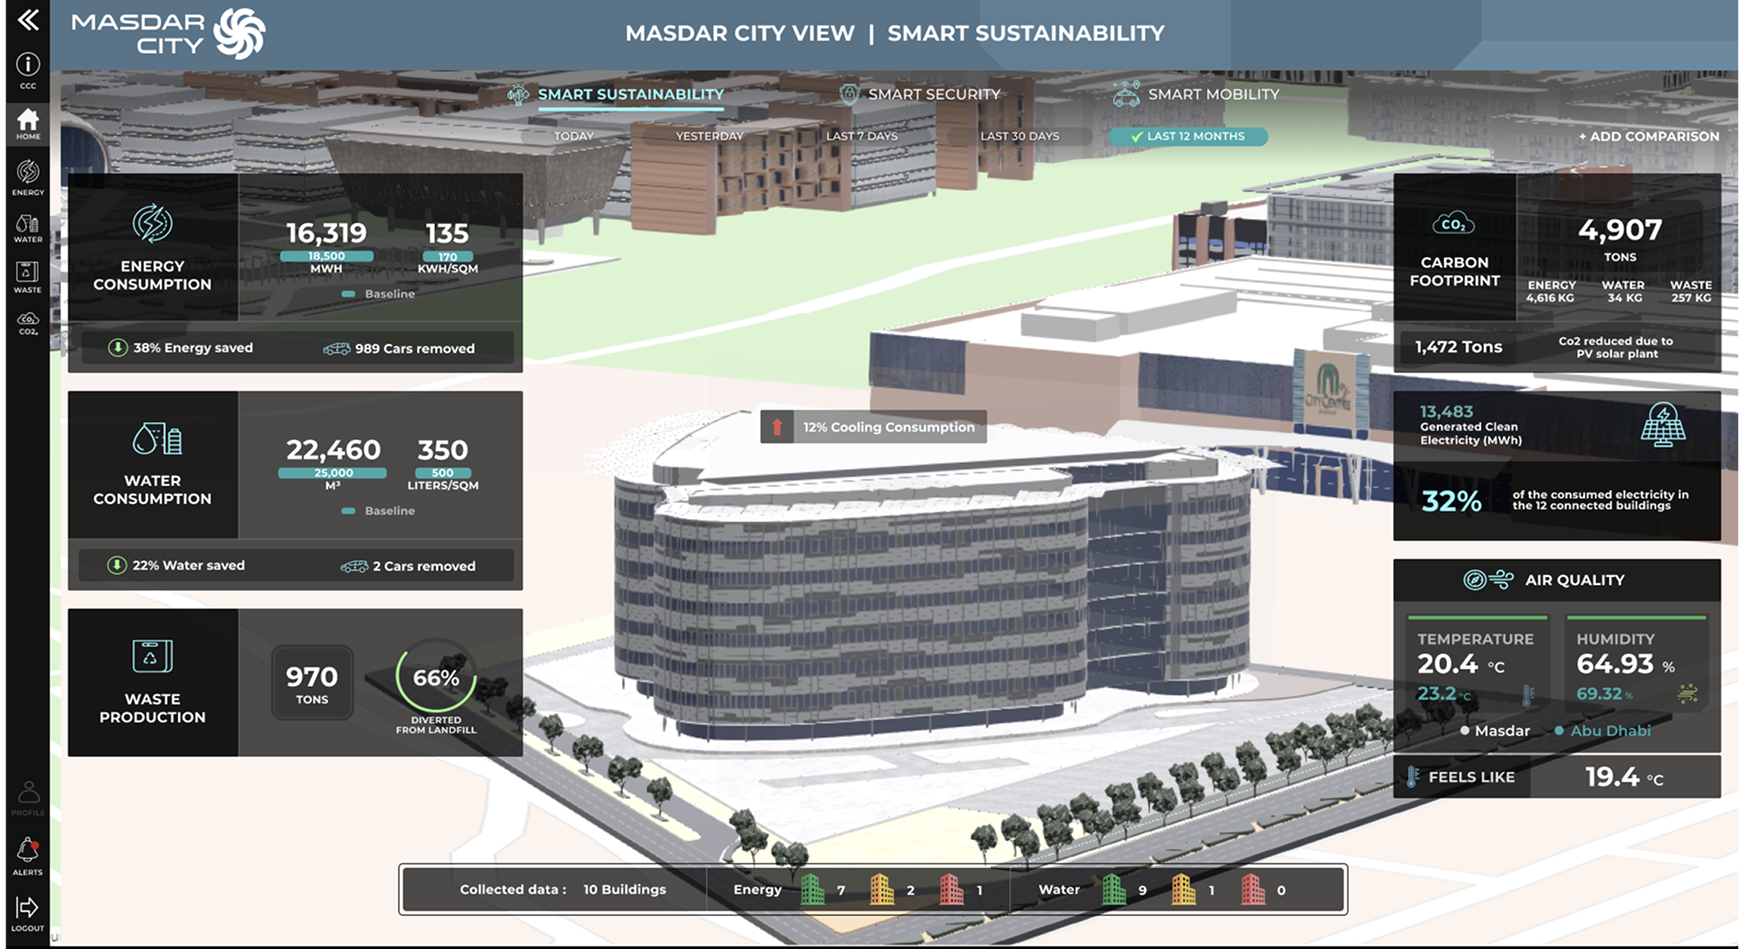 MASDAR
CITY
MASDAR CITY VIEW | SMART SUSTAINABILITY
CCC
HOME
ENERGY
WATER
WASTE
CO2
PROFILE
ALERTS
LOGOUT
SMART SUSTAINABILITY
SMART SECURITY
SMART MOBILITY
TODAY
YESTERDAY
LAST 7 DAYS
LAST 30 DAYS
LAST 12 MONTHS
+ ADD COMPARISON
ENERGY
CONSUMPTION
16,319
18,500
MWH
135
170
KWH/SQM
Baseline
38% Energy saved
989 Cars removed
WATER
CONSUMPTION
22,460
25,000
M³
350
500
LITERS/SQM
Baseline
22% Water saved
2 Cars removed
WASTE
PRODUCTION
970
TONS
66%
DIVERTED
FROM LANDFILL
12% Cooling Consumption
CITY CENTRE
CO₂
CARBON
FOOTPRINT
4,907
TONS
ENERGY
4,616 KG
WATER
34 KG
WASTE
257 KG
1,472 Tons
Co2 reduced due to
PV solar plant
13,483
Generated Clean
Electricity (MWh)
32%
of the consumed electricity in
the 12 connected buildings
AIR QUALITY
TEMPERATURE
20.4 °C
23.2 °C
HUMIDITY
64.93 %
69.32 %
Masdar
Abu Dhabi
FEELS LIKE
19.4 °C
Collected data : 10 Buildings
Energy 7 2 1
Water 9 1 0